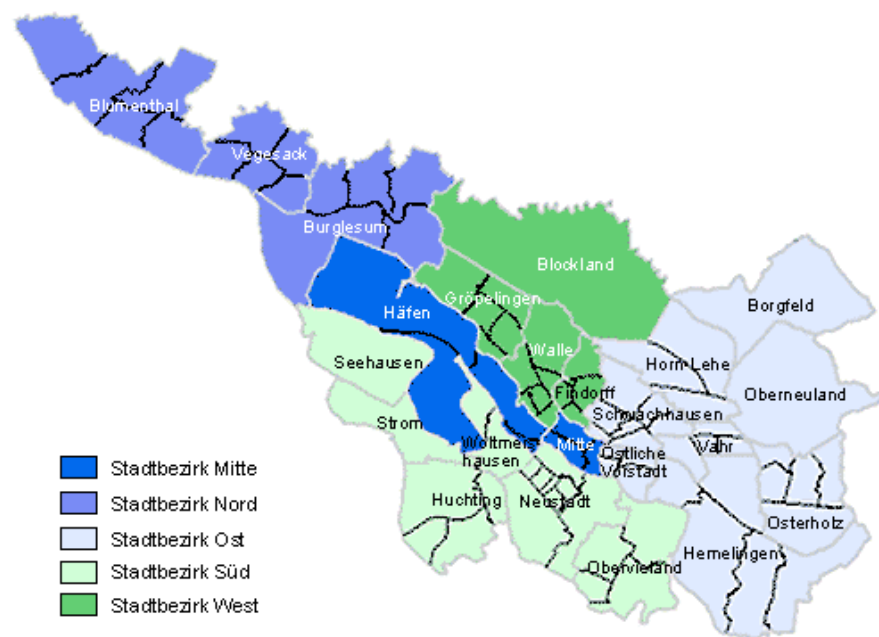 Blumenthal
Vegesack
Burglesum
Blockland
Gröpelingen
Borgfeld
Häfen
Walle
Seehausen
Horn Lehe
Oberneuland
Findorff
Schwachhausen
Strom
Woltmers
hausen
Mitte
Östliche
Vorstadt
Vahr
Huchting
Neustadt
Osterholz
Hemelingen
Obervieland
Stadtbezirk Mitte
Stadtbezirk Nord
Stadtbezirk Ost
Stadtbezirk Süd
Stadtbezirk West